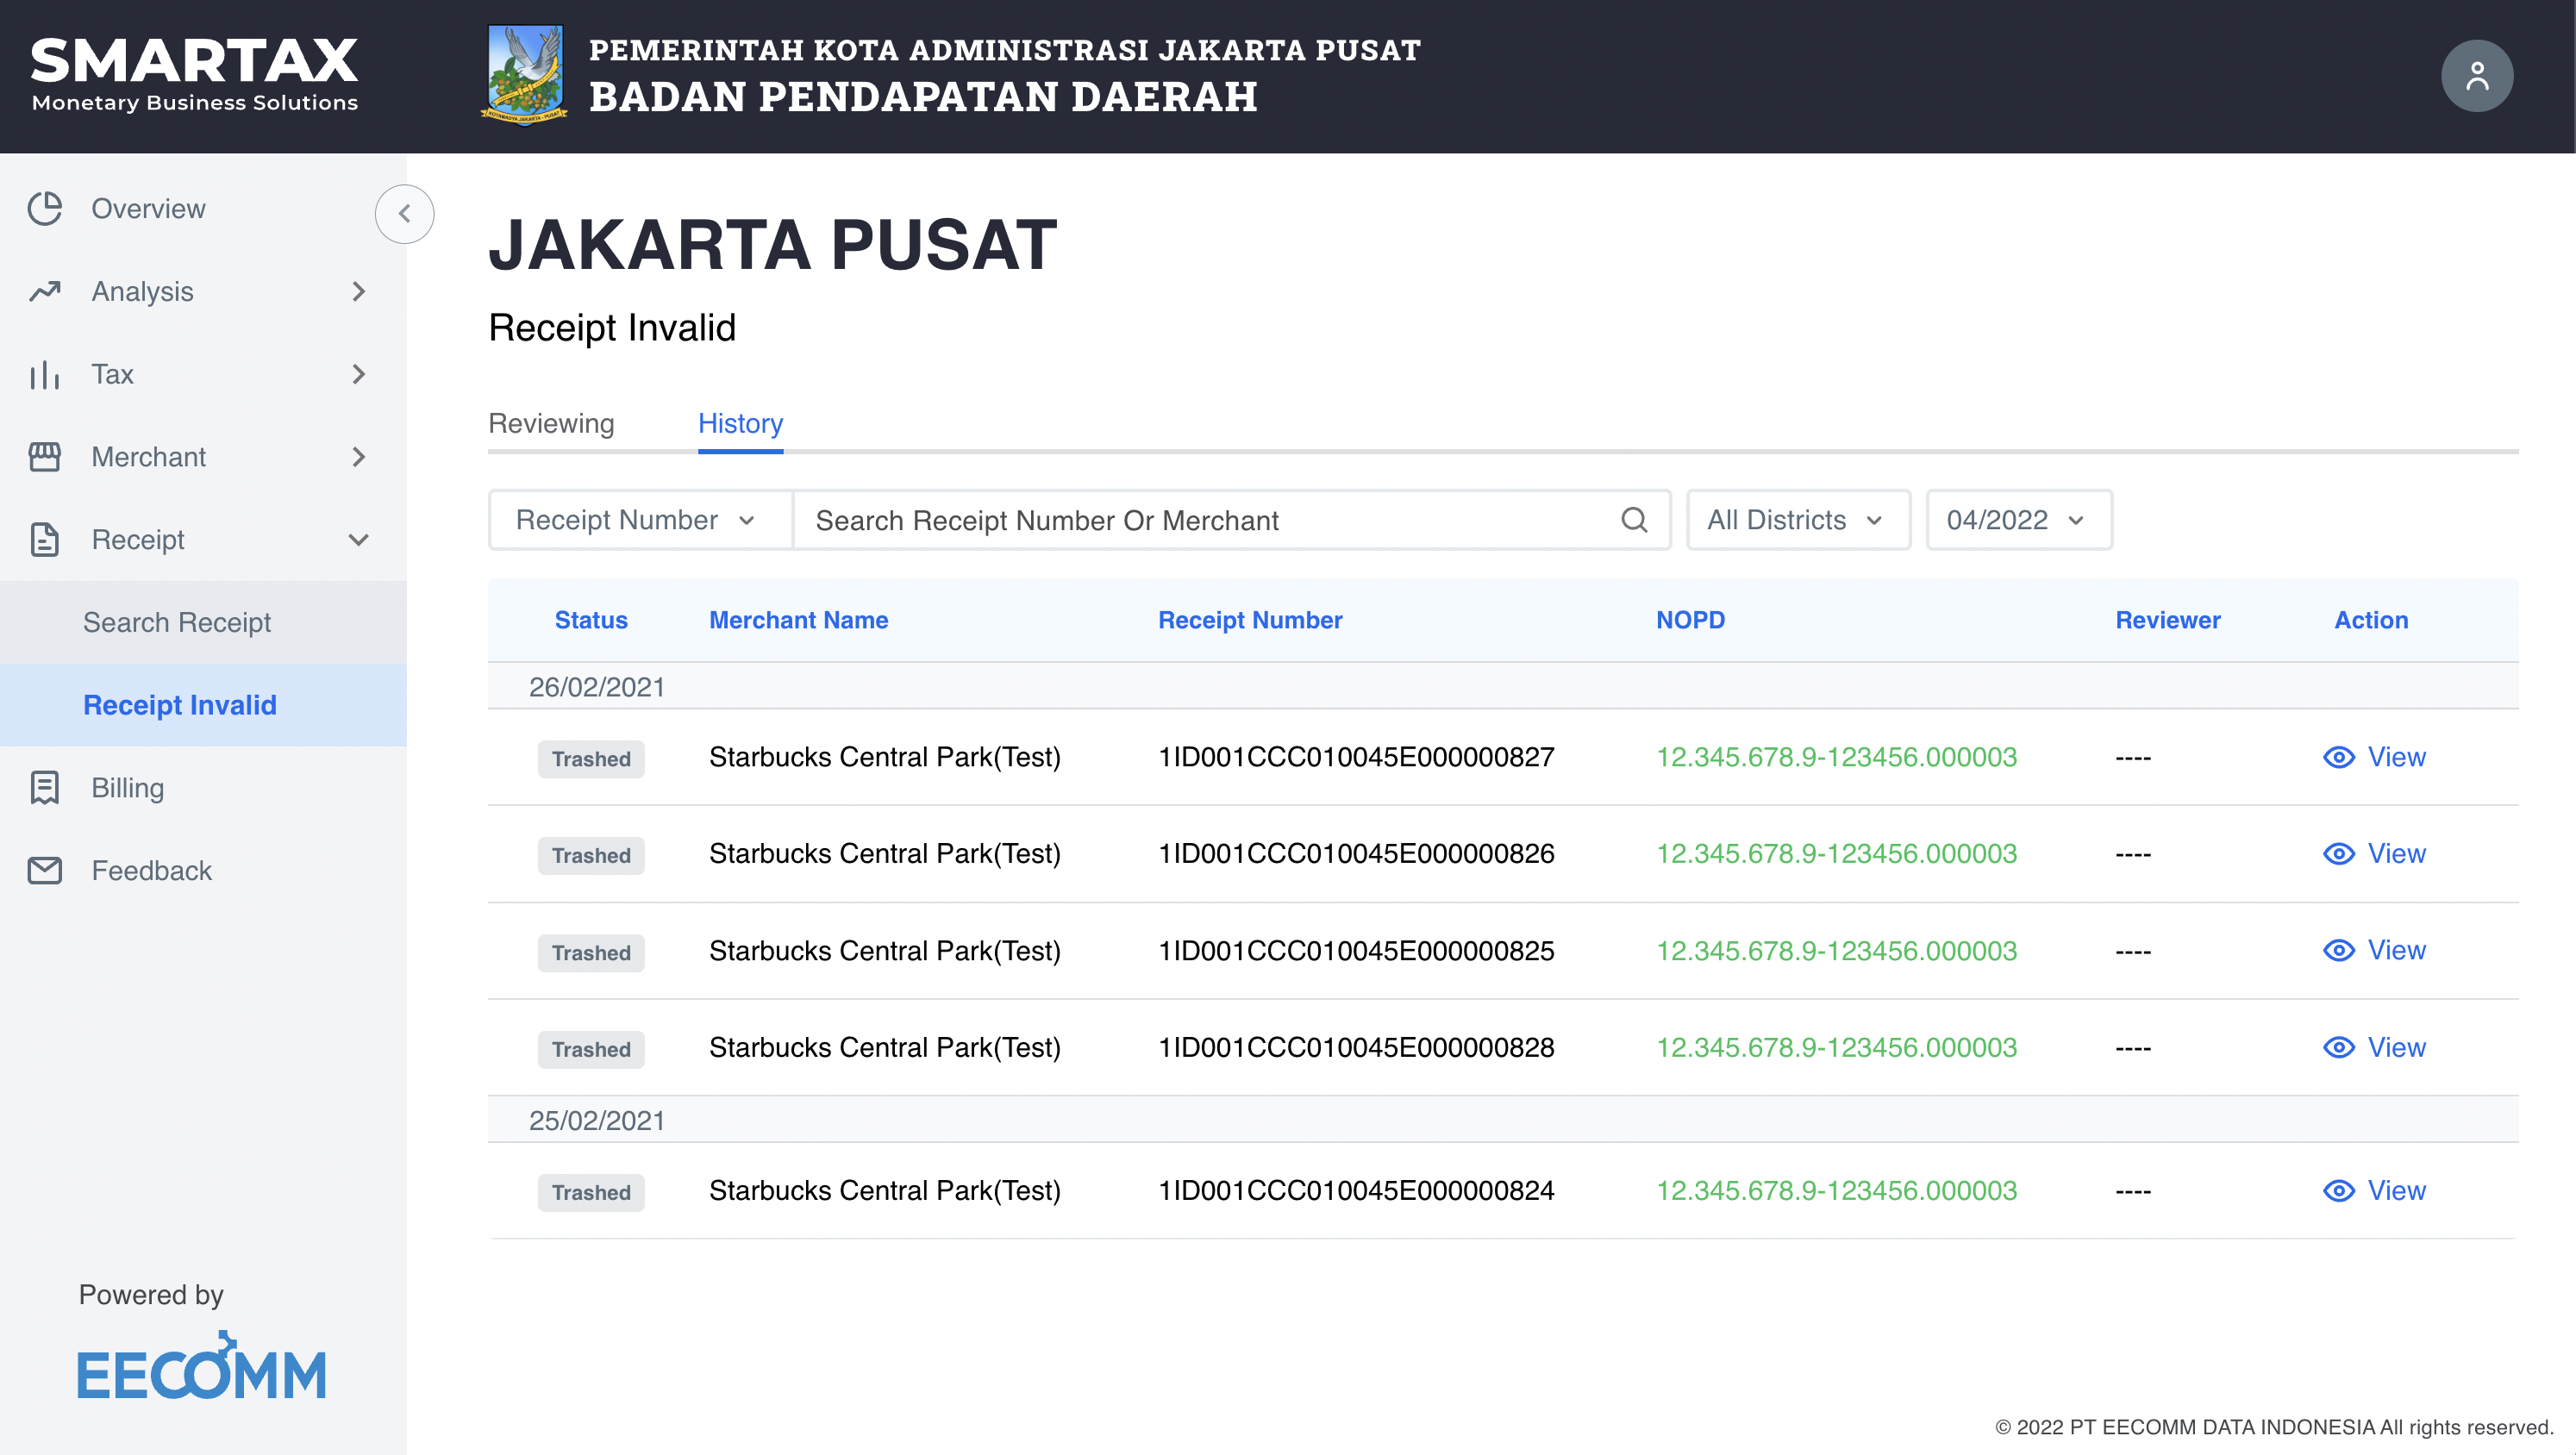 SMARTAX
Monetary Business Solutions
KOTAMADYA JAKARTA - PUSAT
PEMERINTAH KOTA ADMINISTRASI JAKARTA PUSAT
BADAN PENDAPATAN DAERAH
Overview
Analysis
Tax
Merchant
Receipt
Search Receipt
Receipt Invalid
Billing
Feedback
Powered by
EECOMM
JAKARTA PUSAT
Receipt Invalid
Reviewing History
Receipt Number Search Receipt Number Or Merchant All Districts 04/2022
Status Merchant Name Receipt Number NOPD Reviewer Action
26/02/2021
Trashed Starbucks Central Park(Test) 1ID001CCC010045E000000827 12.345.678.9-123456.000003 ---- View
Trashed Starbucks Central Park(Test) 1ID001CCC010045E000000826 12.345.678.9-123456.000003 ---- View
Trashed Starbucks Central Park(Test) 1ID001CCC010045E000000825 12.345.678.9-123456.000003 ---- View
Trashed Starbucks Central Park(Test) 1ID001CCC010045E000000828 12.345.678.9-123456.000003 ---- View
25/02/2021
Trashed Starbucks Central Park(Test) 1ID001CCC010045E000000824 12.345.678.9-123456.000003 ---- View
© 2022 PT EECOMM DATA INDONESIA All rights reserved.